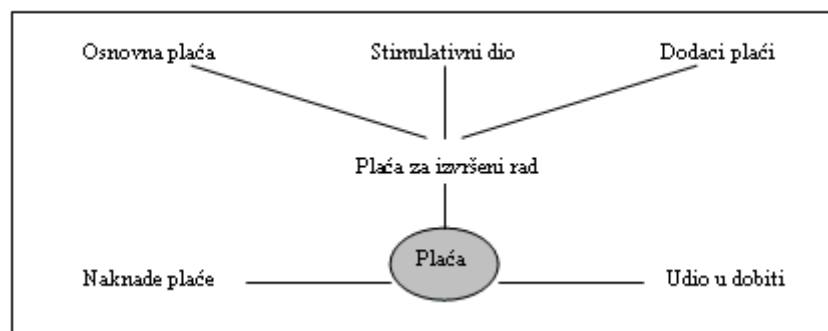 Osnovna plaća
Stimulativni dio
Dodaci plaći
Plaća za izvršeni rad
Plaća
Naknade plaće
Udio u dobiti